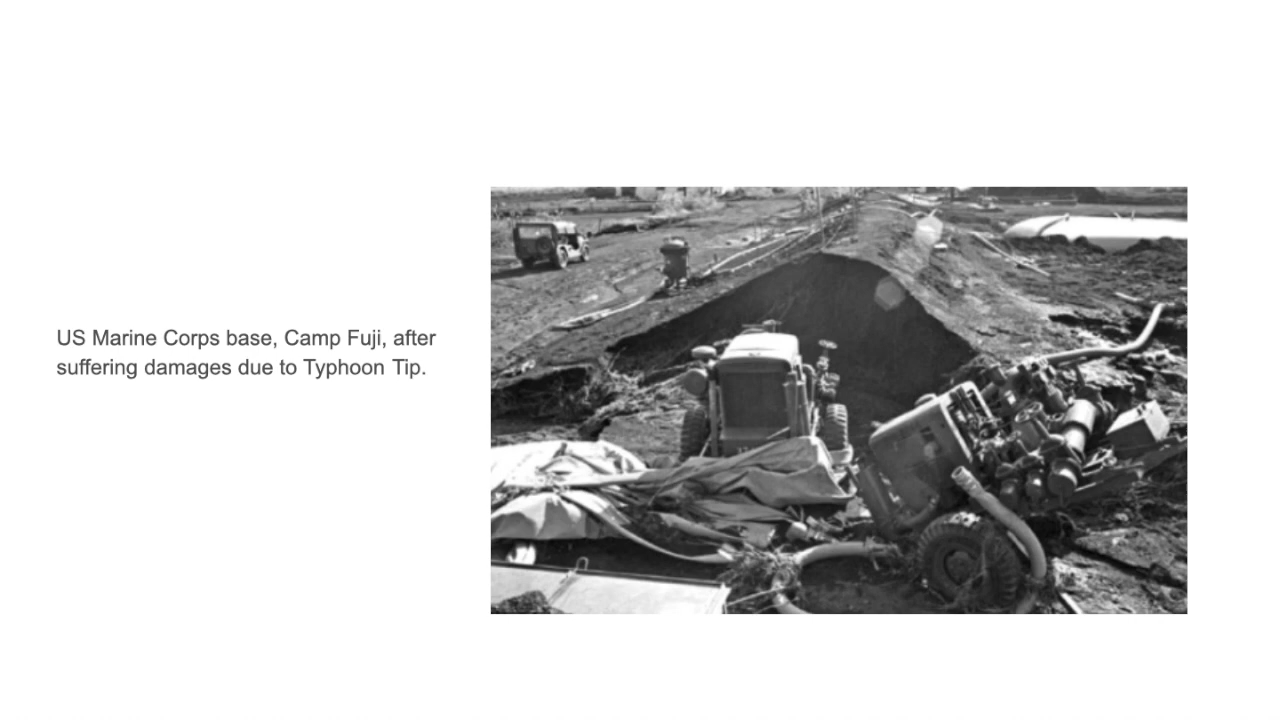 US Marine Corps base, Camp Fuji, after
suffering damages due to Typhoon Tip.